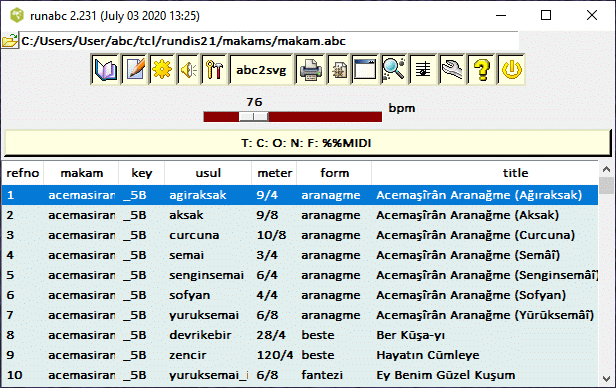 runabc 2.231 (July 03 2020 13:25)
C:/Users/User/abc/tcl/rundis21/makams/makam.abc
abc2svg
76
bpm
T: C: O: N: F: %%MIDI
refno makam key usul meter form title
1 acemasiran _5B agiraksak 9/4 aranagme Acemaşîrân Aranağme (Ağıraksak)
2 acemasiran _5B aksak 9/8 aranagme Acemaşîrân Aranağme (Aksak)
3 acemasiran _5B curcuna 10/8 aranagme Acemaşîrân Aranağme (Curcuna)
4 acemasiran _5B semai 3/4 aranagme Acemaşîrân Aranağme (Semâî)
5 acemasiran _5B senginsemai 6/4 aranagme Acemaşîrân Aranağme (Senginsemâî)
6 acemasiran _5B sofyan 4/4 aranagme Acemaşîrân Aranağme (Sofyan)
7 acemasiran _5B yuruksemai 6/8 aranagme Acemaşîrân Aranağme (Yürüksemâî)
8 acemasiran _5B devrikebir 28/4 beste Ber Küşa-yı
9 acemasiran _5B zencir 120/4 beste Hayatın Cümleye
10 acemasiran _5B yuruksemai_i 6/8 fantezi Ey Benim Güzel Kuşum